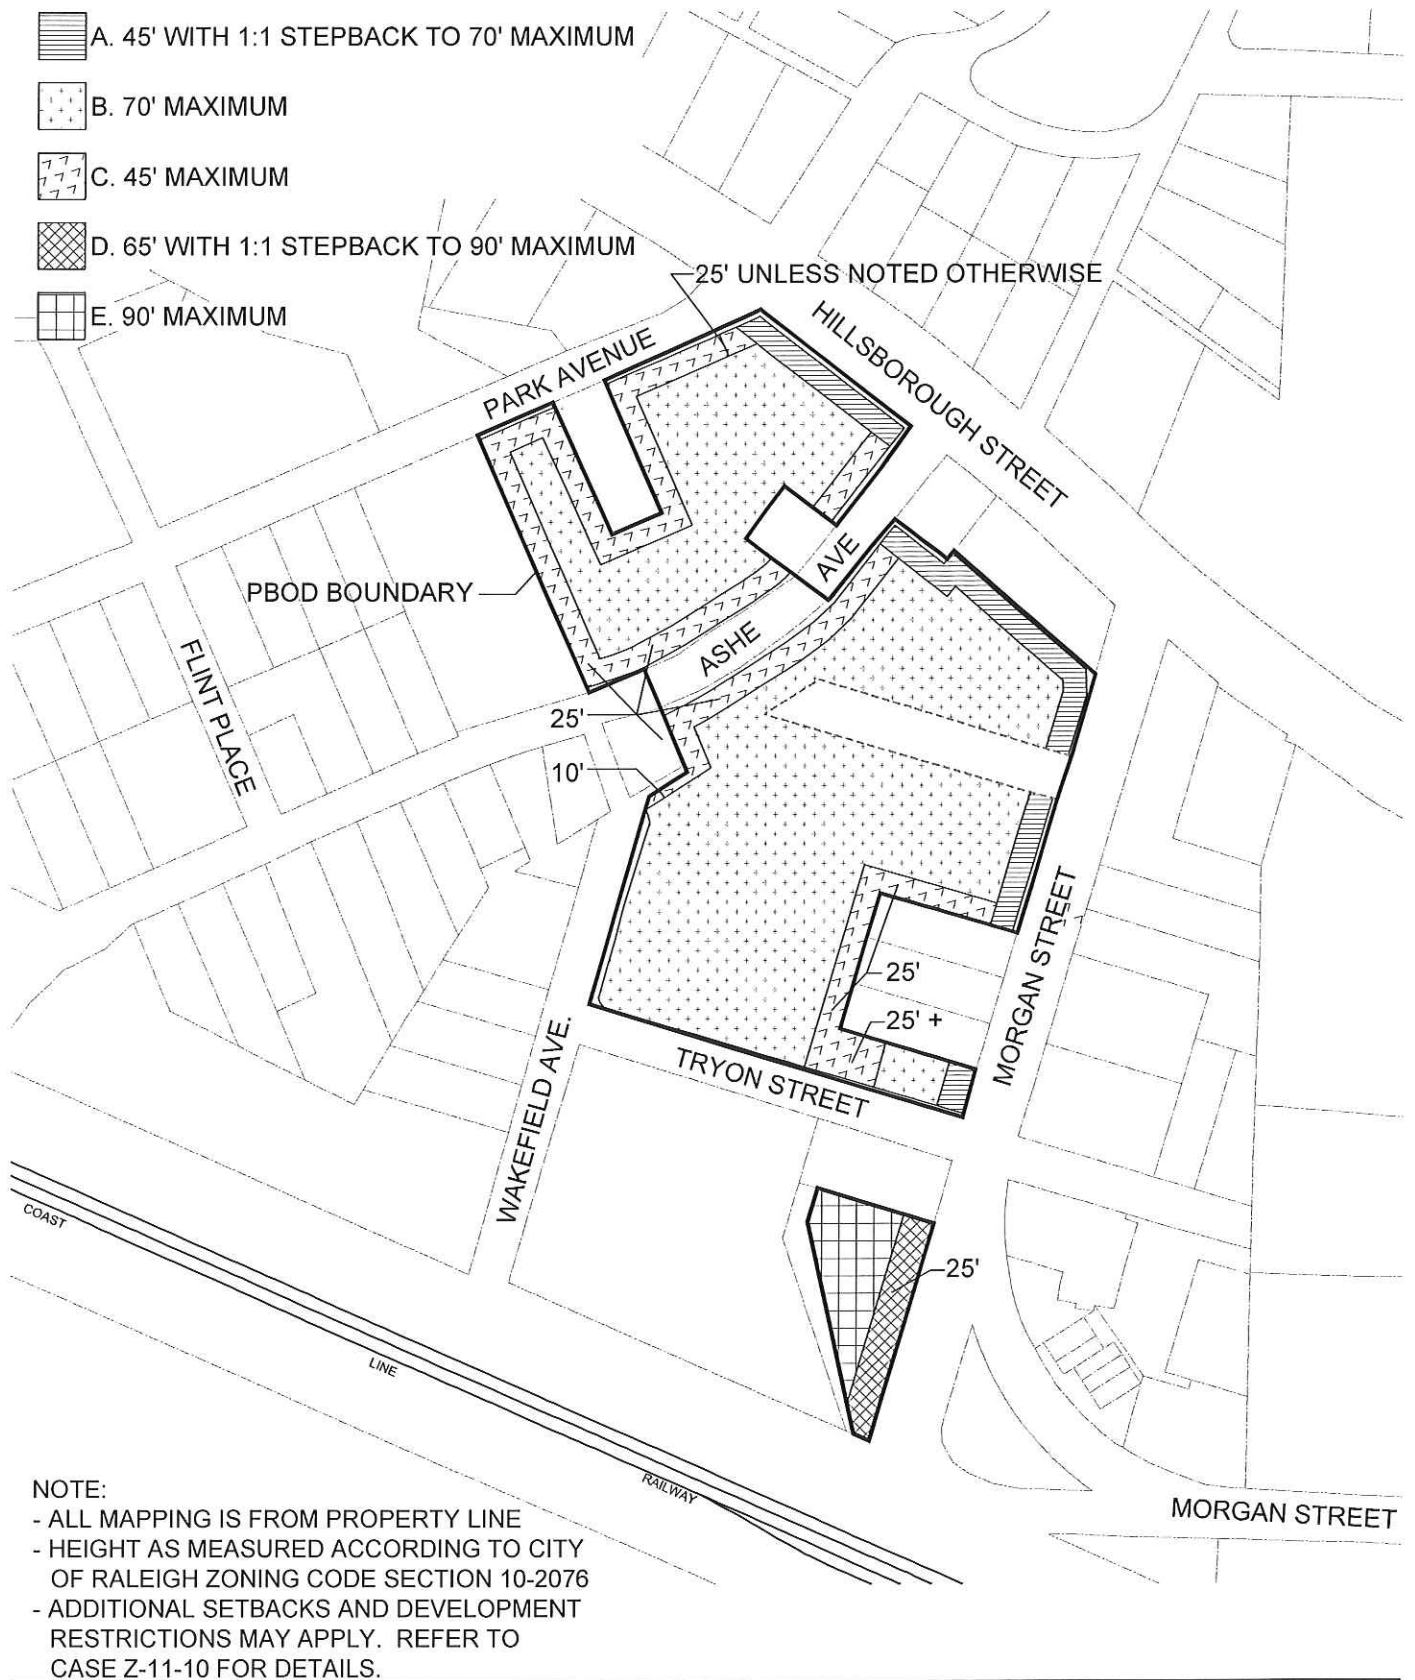 A. 45' WITH 1:1 STEPBACK TO 70' MAXIMUM
B. 70' MAXIMUM
C. 45' MAXIMUM
D. 65' WITH 1:1 STEPBACK TO 90' MAXIMUM
E. 90' MAXIMUM
25' UNLESS NOTED OTHERWISE
HILLSBOROUGH STREET
PARK AVENUE
PBOD BOUNDARY
ASHE AVE
FLINT PLACE
25'
10'
MORGAN STREET
25'
25' +
TRYON STREET
WAKEFIELD AVE.
25'
COAST
LINE
RAILWAY
MORGAN STREET
NOTE:
- ALL MAPPING IS FROM PROPERTY LINE
- HEIGHT AS MEASURED ACCORDING TO CITY
OF RALEIGH ZONING CODE SECTION 10-2076
- ADDITIONAL SETBACKS AND DEVELOPMENT
RESTRICTIONS MAY APPLY. REFER TO
CASE Z-11-10 FOR DETAILS.